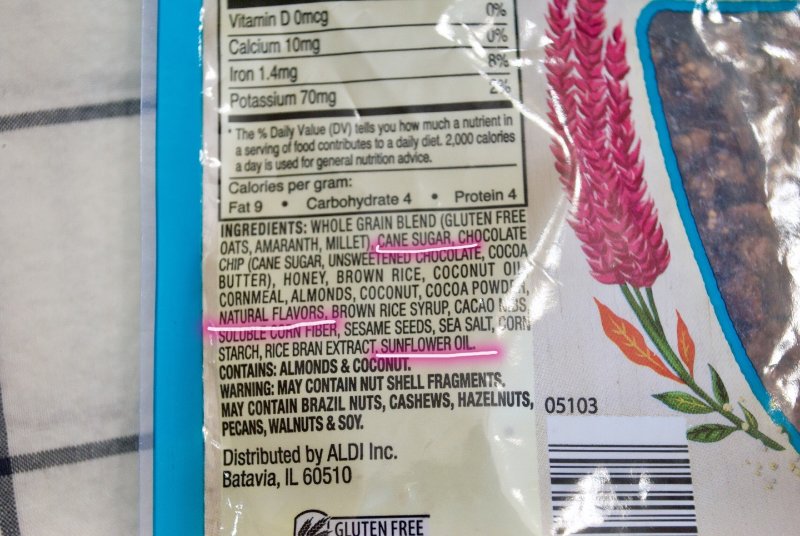 Vitamin D 0mcg 0%
Calcium 10mg 0%
Iron 1.4mg 8%
Potassium 70mg 2%
* The % Daily Value (DV) tells you how much a nutrient in
a serving of food contributes to a daily diet. 2,000 calories
a day is used for general nutrition advice.
Calories per gram:
Fat 9 • Carbohydrate 4 • Protein 4
INGREDIENTS: WHOLE GRAIN BLEND (GLUTEN FREE
OATS, AMARANTH, MILLET), CANE SUGAR, CHOCOLATE
CHIP (CANE SUGAR, UNSWEETENED CHOCOLATE, COCOA
BUTTER), HONEY, BROWN RICE, COCONUT OIL,
CORNMEAL, ALMONDS, COCONUT, COCOA POWDER,
NATURAL FLAVORS, BROWN RICE SYRUP, CACAO NIBS,
SOLUBLE CORN FIBER, SESAME SEEDS, SEA SALT, CORN
STARCH, RICE BRAN EXTRACT, SUNFLOWER OIL.
CONTAINS: ALMONDS & COCONUT.
WARNING: MAY CONTAIN NUT SHELL FRAGMENTS.
MAY CONTAIN BRAZIL NUTS, CASHEWS, HAZELNUTS,
PECANS, WALNUTS & SOY.
05103
Distributed by ALDI Inc.
Batavia, IL 60510
GLUTEN FREE